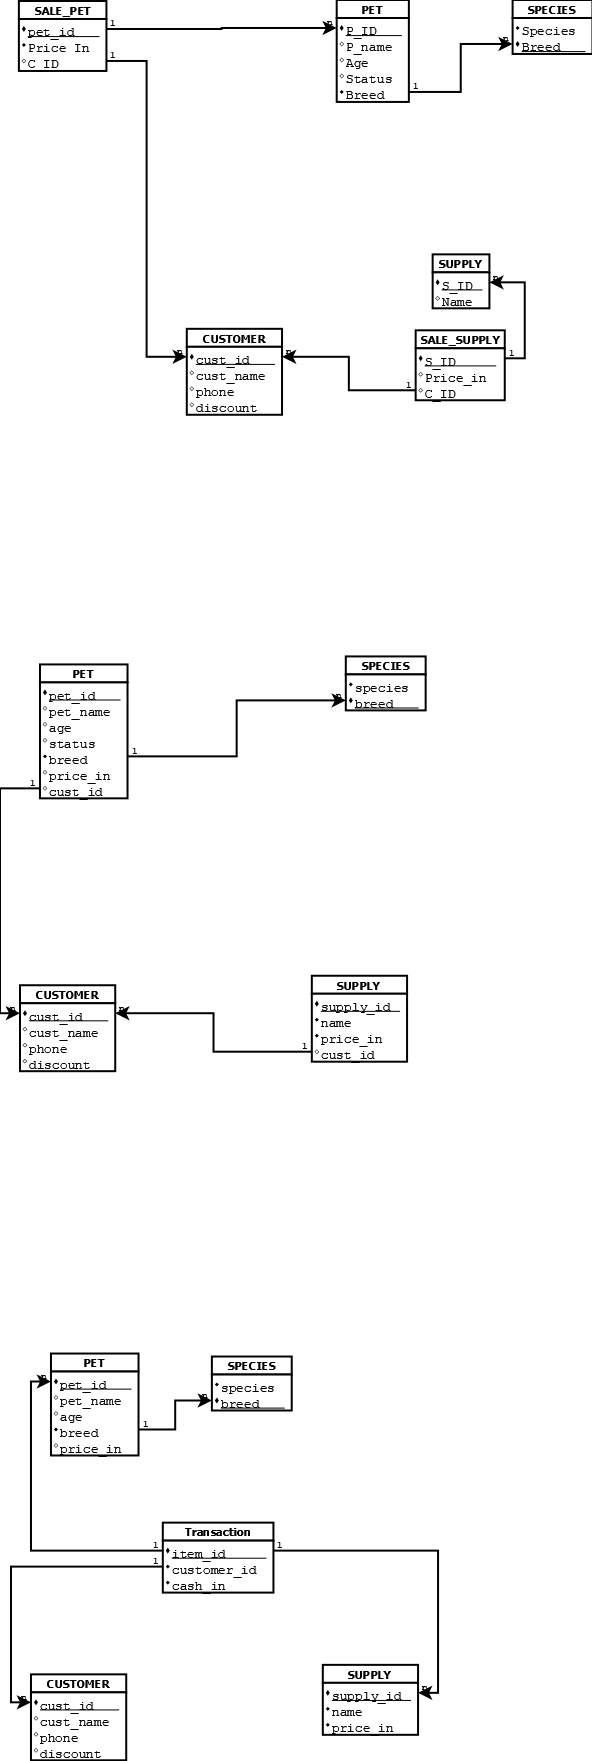 SALE_PET
pet_id
Price In
C_ID
1
1
PET
P_ID
P_name
Age
Status
Breed
n
1
SPECIES
Species
Breed
n
SUPPLY
S_ID
Name
n
CUSTOMER
cust_id
cust_name
phone
discount
n
n
SALE_SUPPLY
S_ID
Price_in
C_ID
1
1
PET
pet_id
pet_name
age
status
breed
price_in
cust_id
1
1
SPECIES
species
breed
n
CUSTOMER
cust_id
cust_name
phone
discount
n
n
SUPPLY
supply_id
name
price_in
cust_id
1
PET
pet_id
pet_name
age
breed
price_in
n
1
SPECIES
species
breed
n
Transaction
item_id
customer_id
cash_in
1
1
1
CUSTOMER
cust_id
cust_name
phone
discount
n
SUPPLY
supply_id
name
price_in
n